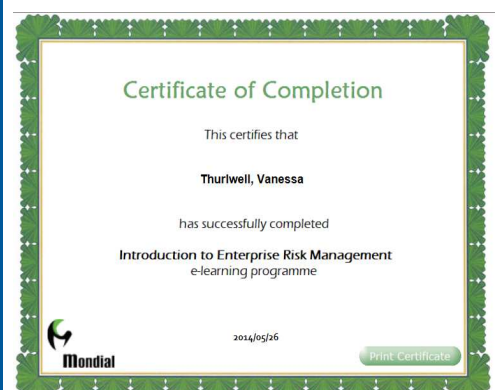 Certificate of Completion
This certifies that
Thurlwell, Vanessa
has successfully completed
Introduction to Enterprise Risk Management
e-learning programme
2014/05/26
Mondial
Print Certificate